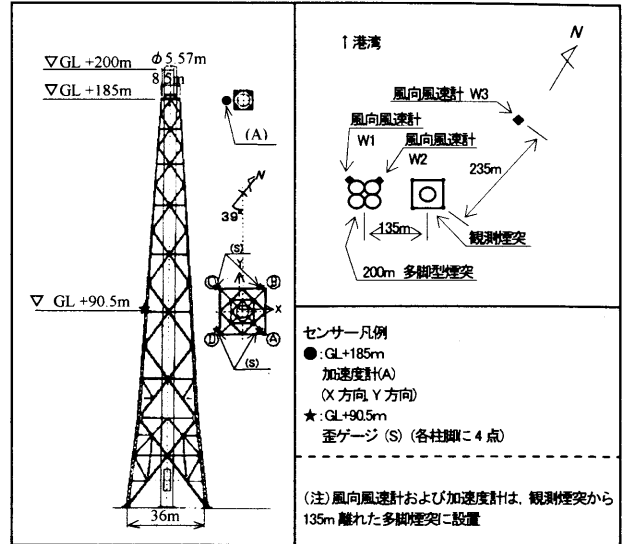 ▽GL +200m
φ5.57m
8.5m
▽GL +185m
(A)
N
39°
(S)
Y
C
B
▽ GL +90.5m
X
D
A
(S)
36m
↑港湾
N
風向風速計 W3
風向風速計
W1
風向風速計
W2
235m
135m
観測煙突
200m 多脚型煙突
センサー凡例
●:GL+185m
加速度計(A)
(X 方向,Y 方向)
★:GL+90.5m
歪ゲージ (S) (各柱脚に 4 点)
(注)風向風速計および加速度計は、観測煙突から
135m 離れた多脚煙突に設置